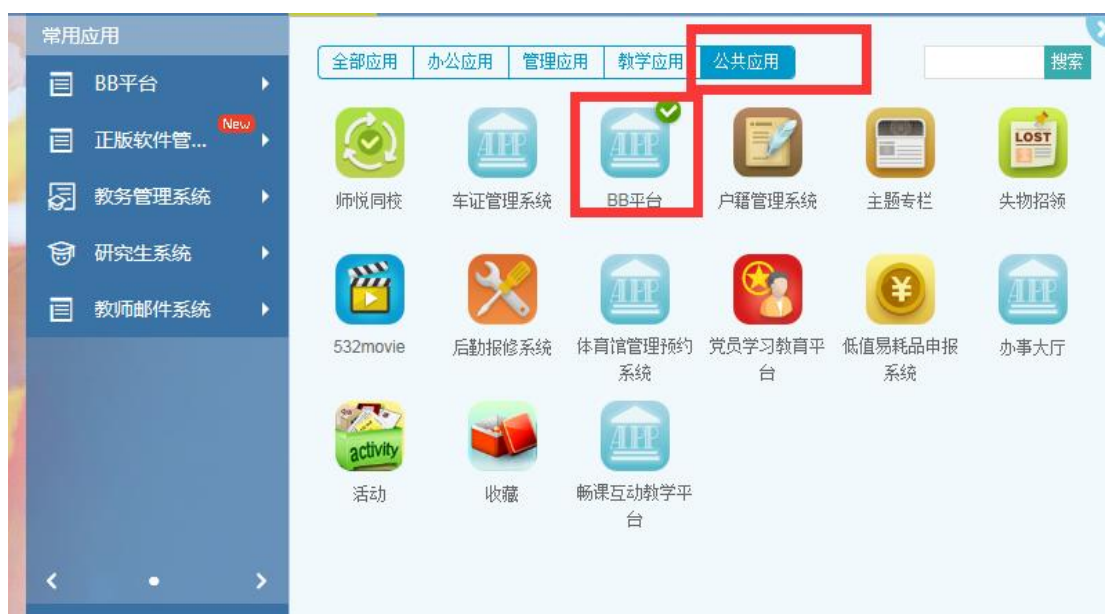 常用应用
BB平台
正版软件管...
New
教务管理系统
研究生系统
教师邮件系统
全部应用 办公应用 管理应用 教学应用 公共应用 搜索
APP APP LOST
师悦同校 车证管理系统 BB平台 户籍管理系统 主题专栏 失物招领
APP APP
532movie 后勤报修系统 体育馆管理预约 党员学习教育平 低值易耗品申报 办事大厅
系统 台 系统
activity APP
活动 收藏 畅课互动教学平
台